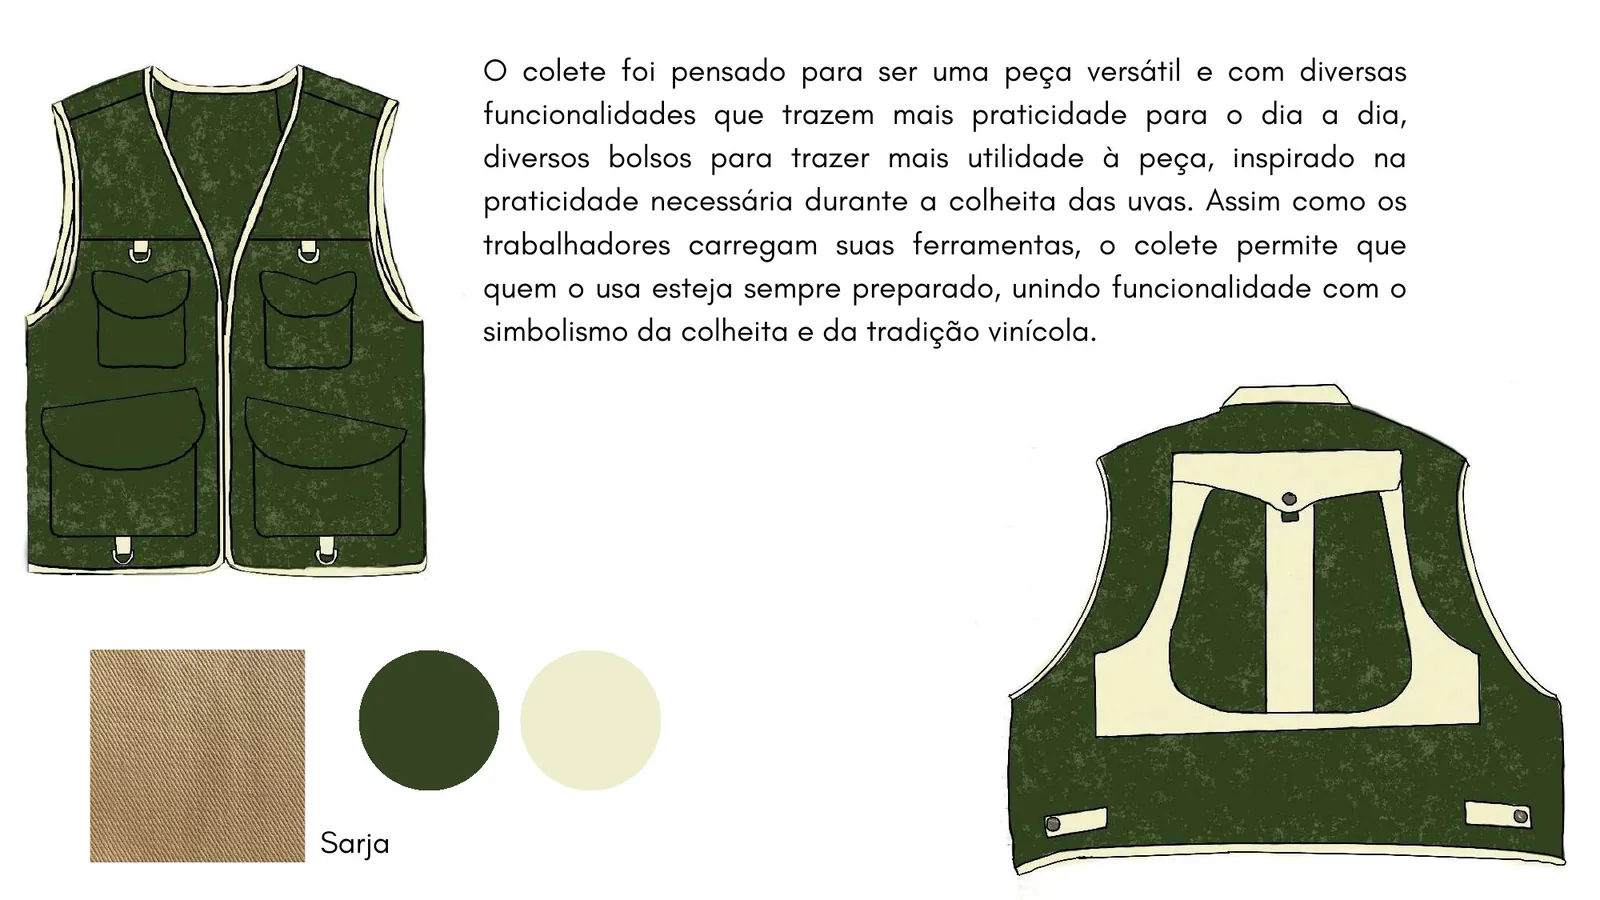 O colete foi pensado para ser uma peça versátil e com diversas
funcionalidades que trazem mais praticidade para o dia a dia,
diversos bolsos para trazer mais utilidade à peça, inspirado na
praticidade necessária durante a colheita das uvas. Assim como os
trabalhadores carregam suas ferramentas, o colete permite que
quem o usa esteja sempre preparado, unindo funcionalidade com o
simbolismo da colheita e da tradição vinícola.
Sarja